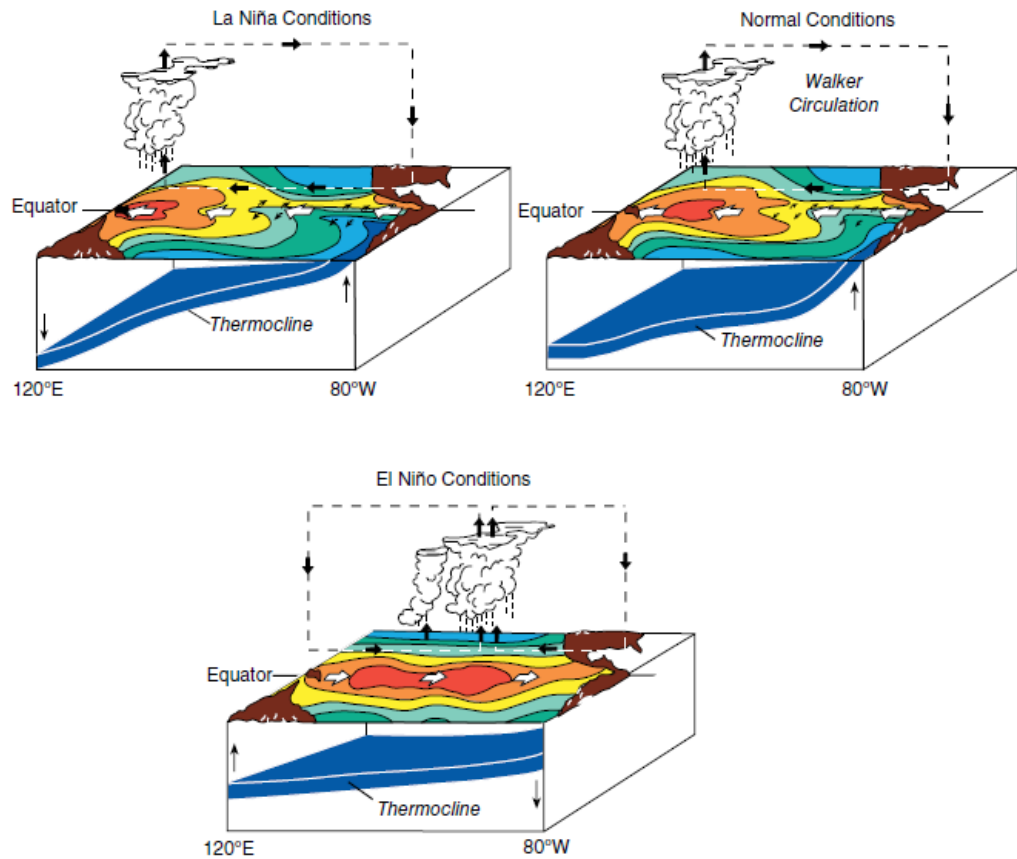 La Niña Conditions
Equator
Thermocline
120°E
80°W
Normal Conditions
Walker
Circulation
Equator
Thermocline
120°E
80°W
El Niño Conditions
Equator
Thermocline
120°E
80°W